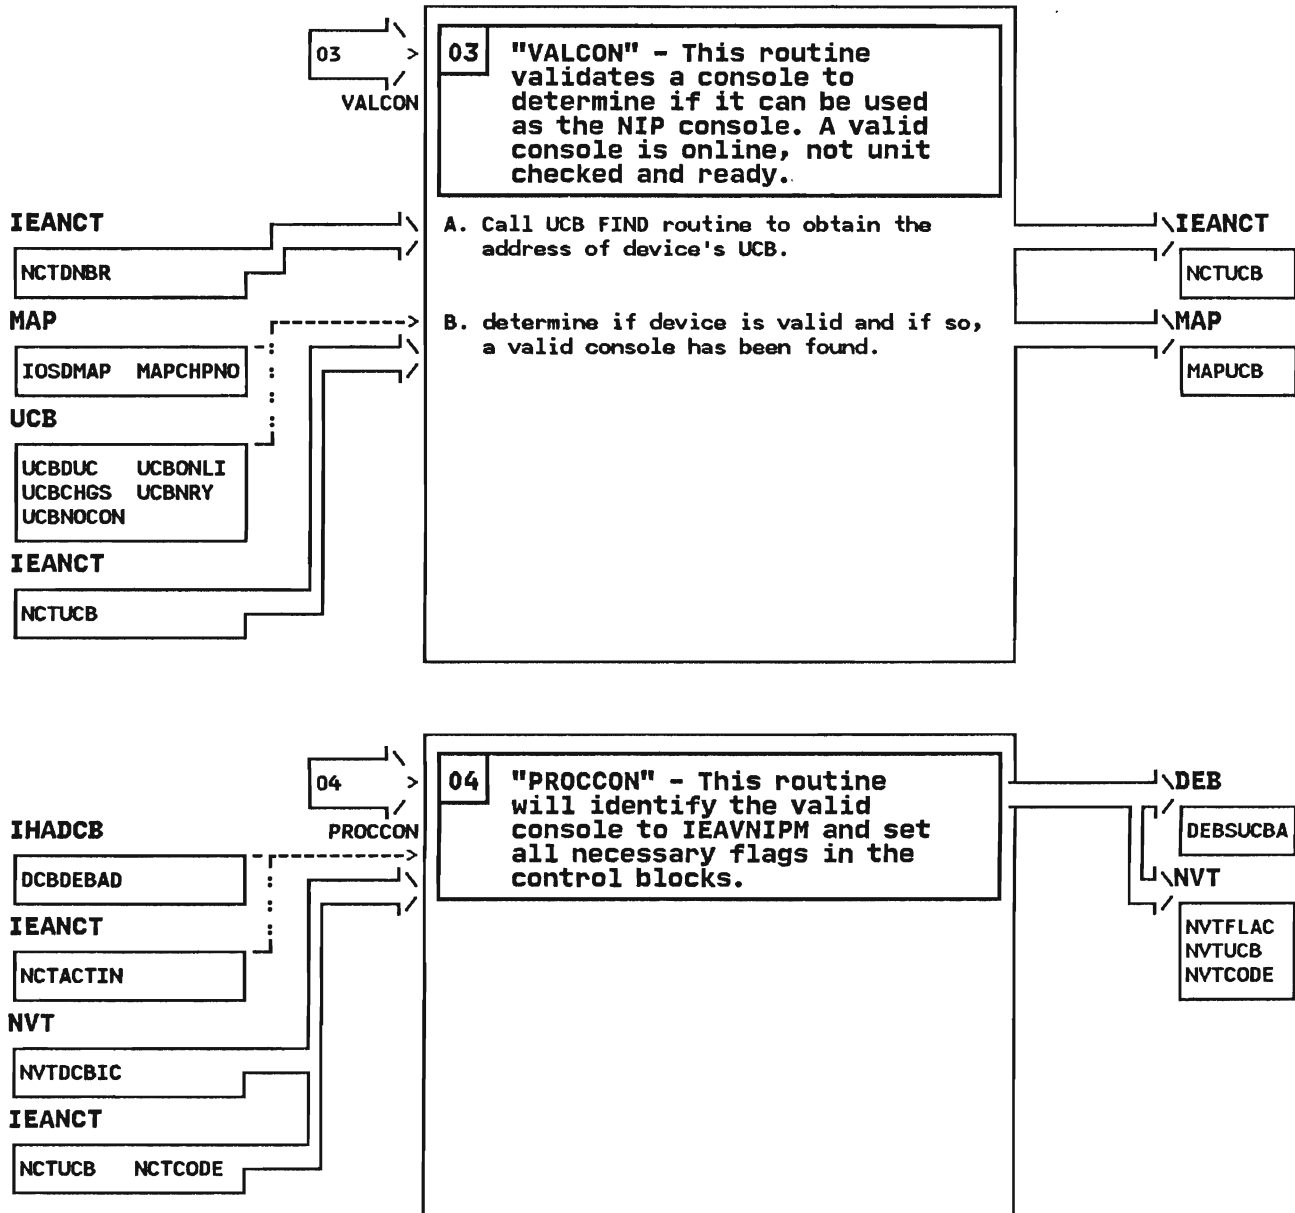 03
VALCON
03 "VALCON" - This routine
validates a console to
determine if it can be used
as the NIP console. A valid
console is online, not unit
checked and ready.
IEANCT
NCTDNBR
A. Call UCB FIND routine to obtain the
address of device's UCB.
IEANCT
NCTUCB
MAP
IOSDMAP MAPCHPNO
B. determine if device is valid and if so,
a valid console has been found.
MAP
MAPUCB
UCB
UCBDUC UCBONLI
UCBCHGS UCBNRY
UCBNOCON
IEANCT
NCTUCB
04
PROCCON
04 "PROCCON" - This routine
will identify the valid
console to IEAVNIPM and set
all necessary flags in the
control blocks.
DEB
DEBSUCBA
NVT
NVTFLAC
NVTUCB
NVTCODE
IHADCB
DCBDEBAD
IEANCT
NCTACTIN
NVT
NVTDCBIC
IEANCT
NCTUCB NCTCODE